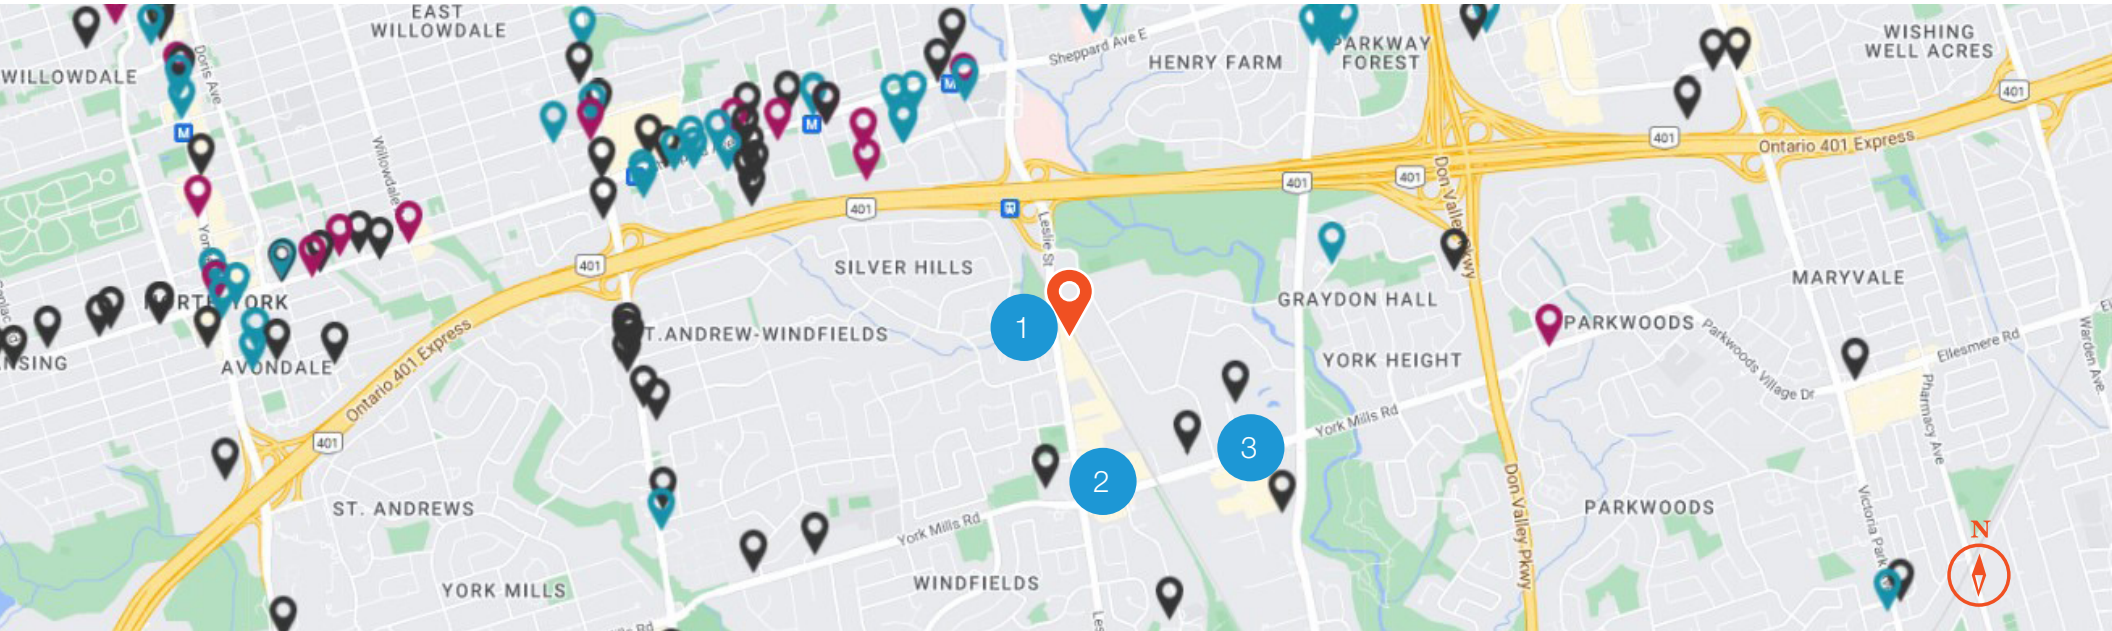 EAST
WILLOWDALE
WILLOWDALE
Doris Ave
M
Willowdale
M
M
Sheppard Ave E
HENRY FARM
PARKWAY
FOREST
WISHING
WELL ACRES
401
401
Ontario 401 Express
401
401
401
Don Valley Pkwy
Leslie St
401
SILVER HILLS
GRAYDON HALL
MARYVALE
NORTH YORK
AVONDALE
Ontario 401 Express
T.ANDREW-WINDFIELDS
1
PARKWOODS
Parkwoods Village Dr
YORK HEIGHT
Ellesmere Rd
Warden Ave
Pharmacy Ave
York Mills Rd
401
3
2
ST. ANDREWS
York Mills Rd
Don Valley Pkwy
PARKWOODS
Victoria Park
N
YORK MILLS
WINDFIELDS